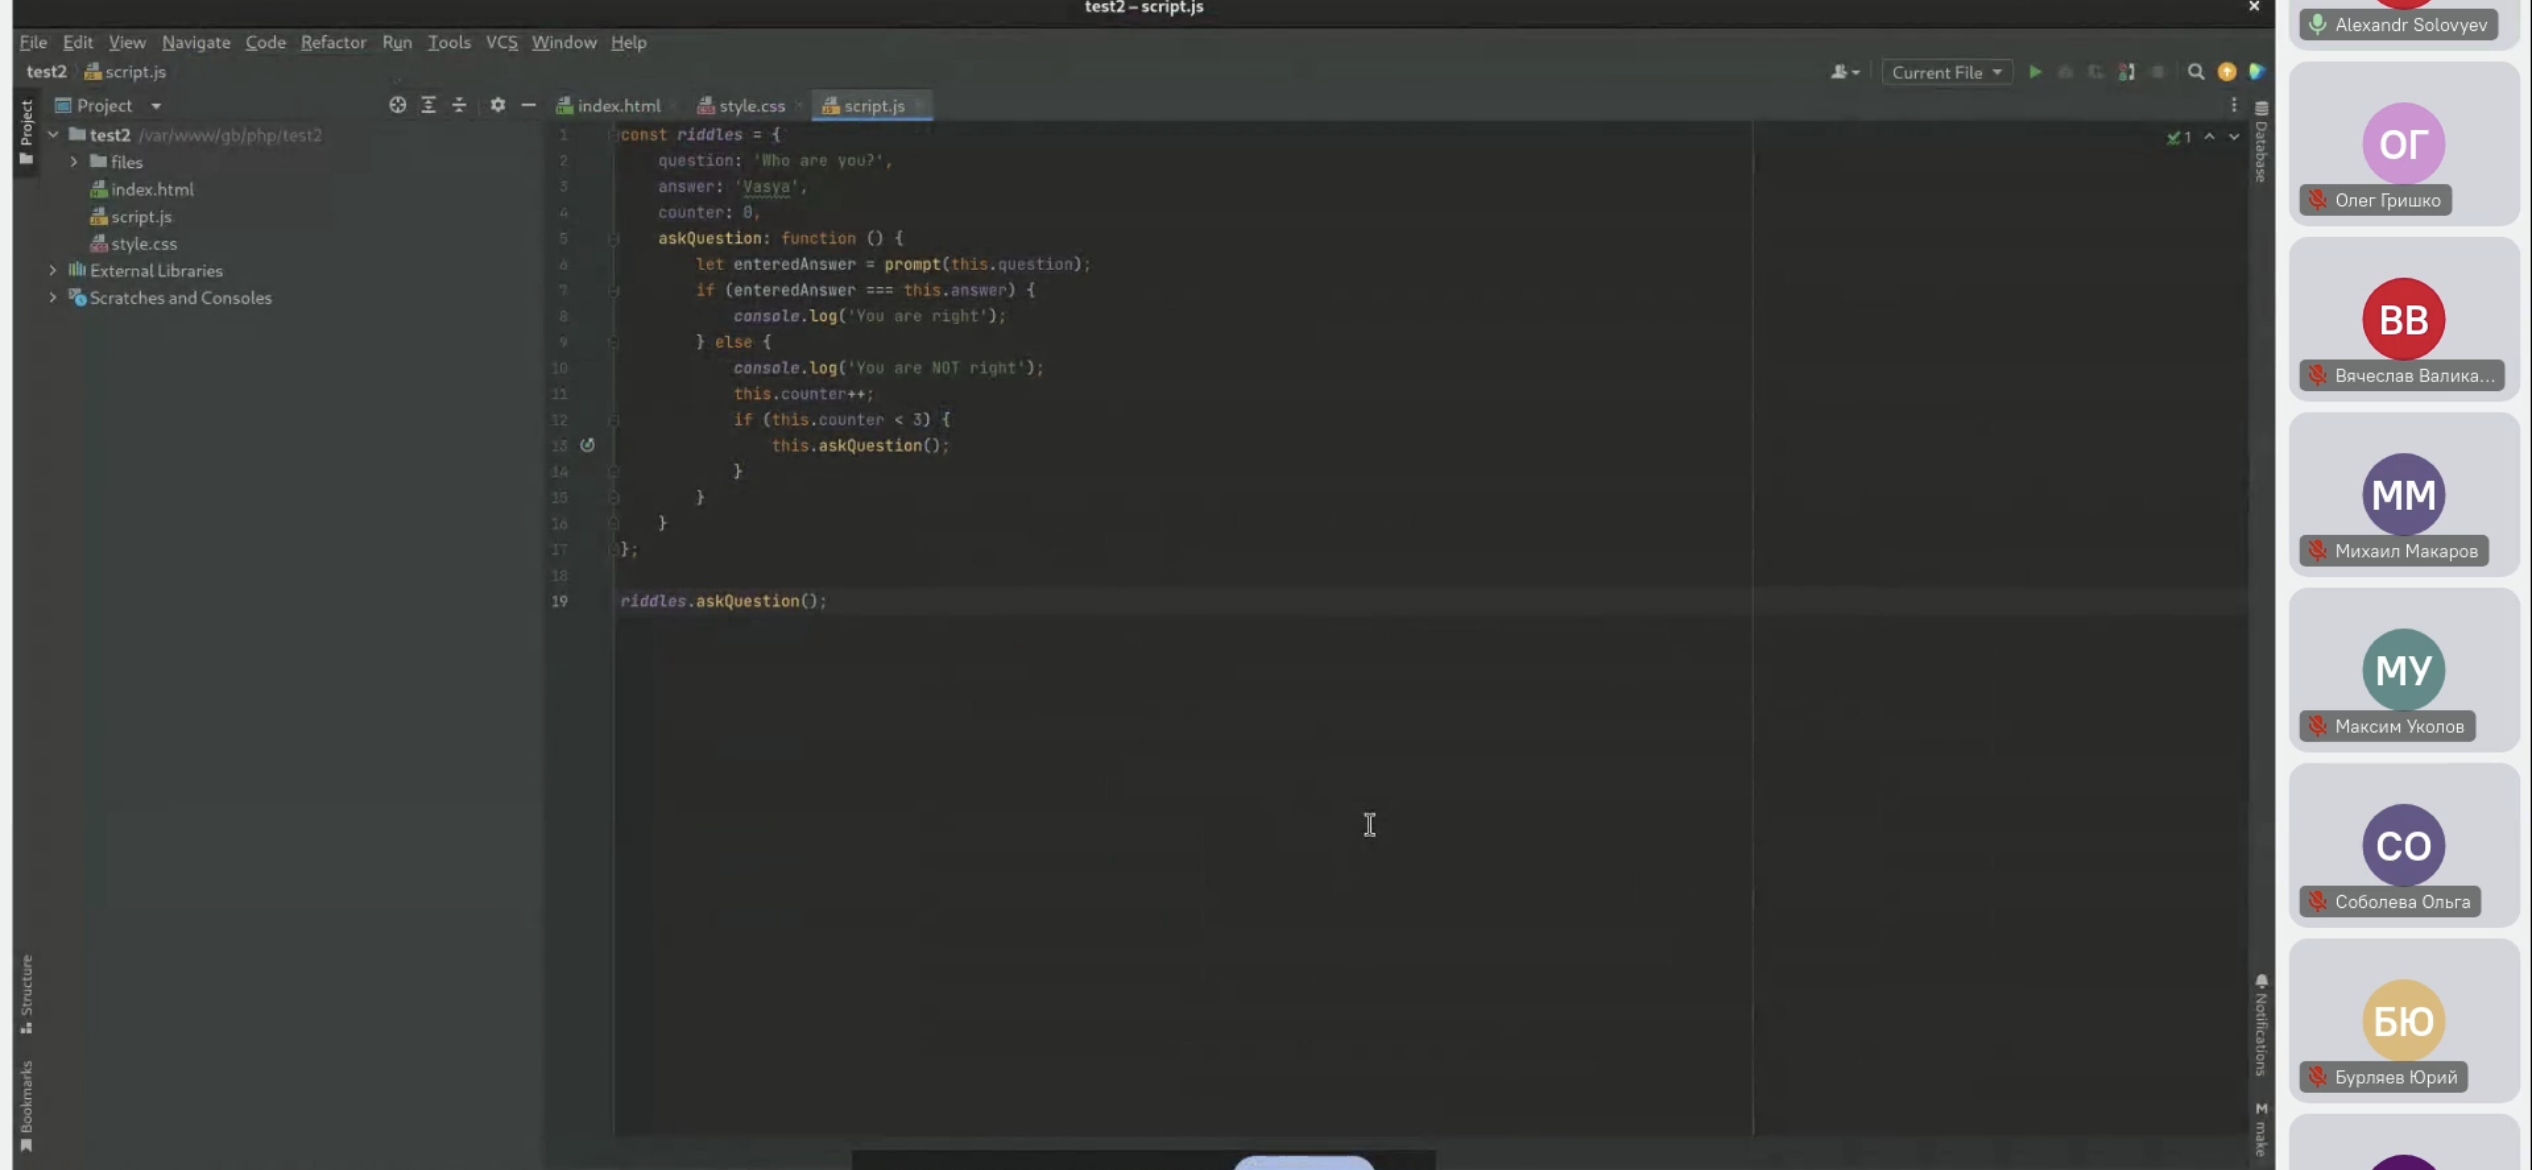 test2 – script.js
File Edit View Navigate Code Refactor Run Tools VCS Window Help
test2 script.js
Current File
Project
Project
index.html
style.css
script.js
test2 /var/www/gb/php/test2
files
index.html
script.js
style.css
External Libraries
Scratches and Consoles
1 const riddles = {
2 question: 'Who are you?',
3 answer: 'Vasya',
4 counter: 0,
5 askQuestion: function () {
6 let enteredAnswer = prompt(this.question);
7 if (enteredAnswer === this.answer) {
8 console.log('You are right');
9 } else {
10 console.log('You are NOT right');
11 this.counter++;
12 if (this.counter < 3) {
13 this.askQuestion();
14 }
15 }
16 }
17 };
18
19 riddles.askQuestion();
1
Database
Notifications
M make
Structure
Bookmarks
Alexandr Solovyev
ОГ
Олег Гришко
ВВ
Вячеслав Валика...
ММ
Михаил Макаров
МУ
Максим Уколов
СО
Соболева Ольга
БЮ
Бурляев Юрий